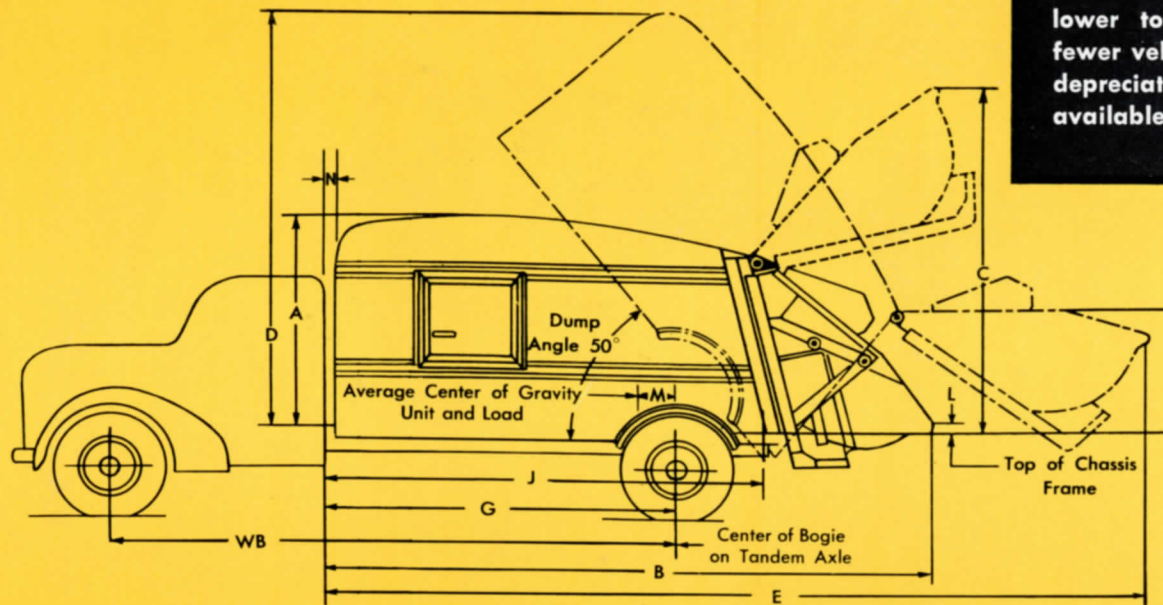 lower to
fewer
depreciat
available
N
D
A
C
Dump
Angle 50°
Average Center of Gravity
Unit and Load
M
L
Top of Chassis
Frame
J
G
WB
Center of Bogie
on Tandem Axle
B
E